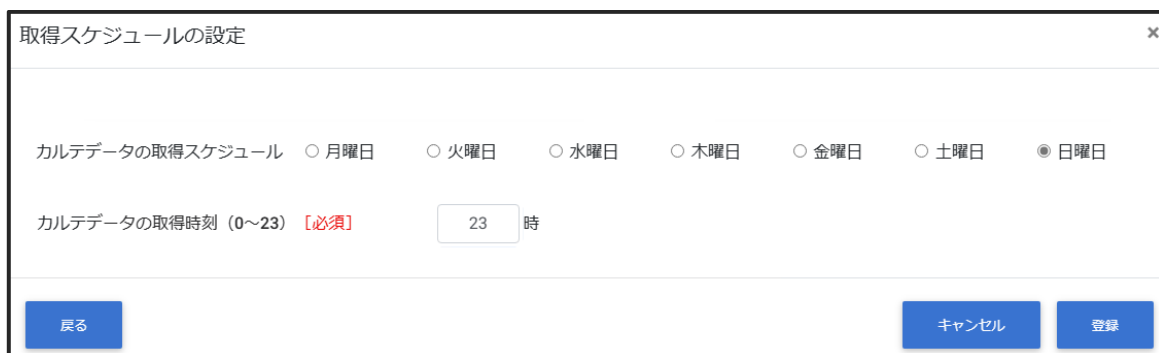 取得スケジュールの設定 ×
カルテデータの取得スケジュール 月曜日 火曜日 水曜日 木曜日 金曜日 土曜日 日曜日
カルテデータの取得時刻（0～23）［必須］ 23 時
戻る キャンセル 登録